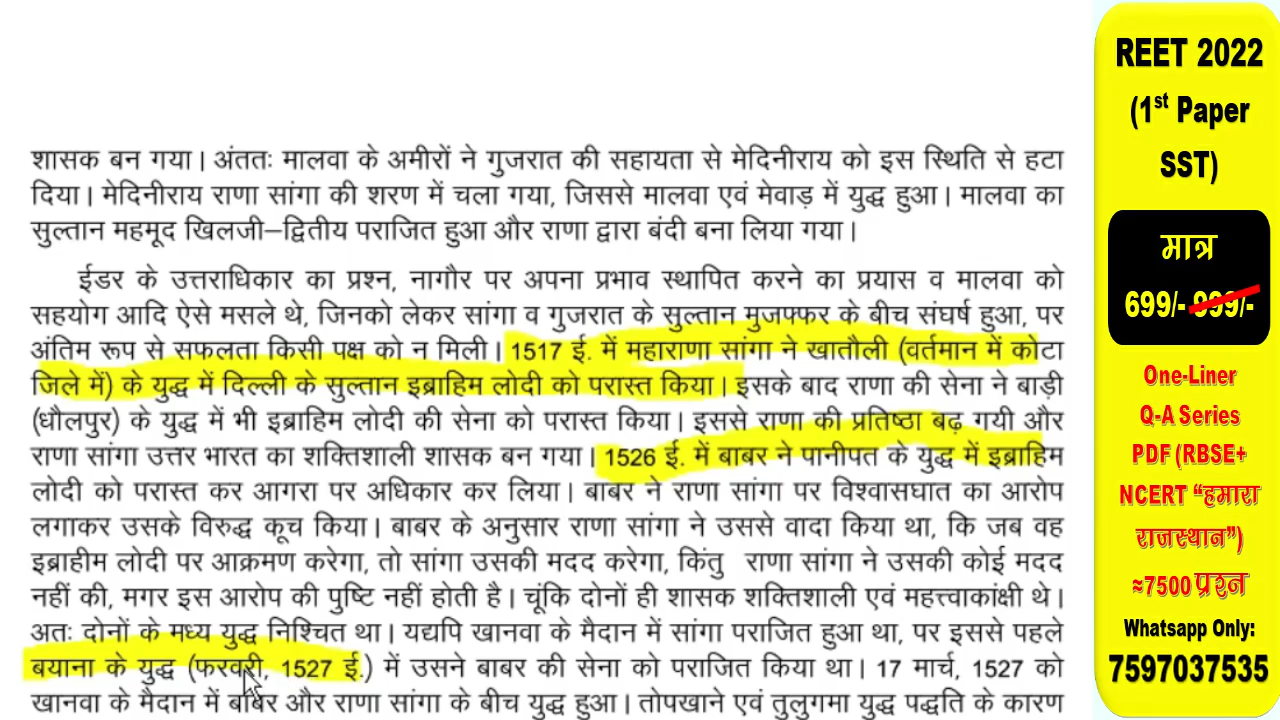 शासक बन गया। अंततः मालवा के अमीरों ने गुजरात की सहायता से मेदिनीराय को इस स्थिति से हटा
दिया। मेदिनीराय राणा सांगा की शरण में चला गया, जिससे मालवा एवं मेवाड़ में युद्ध हुआ। मालवा का
सुल्तान महमूद खिलजी–द्वितीय पराजित हुआ और राणा द्वारा बंदी बना लिया गया।
ईडर के उत्तराधिकार का प्रश्न, नागौर पर अपना प्रभाव स्थापित करने का प्रयास व मालवा को
सहयोग आदि ऐसे मसले थे, जिनको लेकर सांगा व गुजरात के सुल्तान मुजफ्फर के बीच संघर्ष हुआ, पर
अंतिम रूप से सफलता किसी पक्ष को न मिली। 1517 ई. में महाराणा सांगा ने खातौली (वर्तमान में कोटा
जिले में) के युद्ध में दिल्ली के सुल्तान इब्राहिम लोदी को परास्त किया। इसके बाद राणा की सेना ने बाड़ी
(धौलपुर) के युद्ध में भी इब्राहिम लोदी की सेना को परास्त किया। इससे राणा की प्रतिष्ठा बढ़ गयी और
राणा सांगा उत्तर भारत का शक्तिशाली शासक बन गया। 1526 ई. में बाबर ने पानीपत के युद्ध में इब्राहिम
लोदी को परास्त कर आगरा पर अधिकार कर लिया। बाबर ने राणा सांगा पर विश्वासघात का आरोप
लगाकर उसके विरुद्ध कूच किया। बाबर के अनुसार राणा सांगा ने उससे वादा किया था, कि जब वह
इब्राहीम लोदी पर आक्रमण करेगा, तो सांगा उसकी मदद करेगा, किंतु राणा सांगा ने उसकी कोई मदद
नहीं की, मगर इस आरोप की पुष्टि नहीं होती है। चूंकि दोनों ही शासक शक्तिशाली एवं महत्त्वाकांक्षी थे।
अतः दोनों के मध्य युद्ध निश्चित था। यद्यपि खानवा के मैदान में सांगा पराजित हुआ था, पर इससे पहले
बयाना के युद्ध (फरवरी, 1527 ई.) में उसने बाबर की सेना को पराजित किया था। 17 मार्च, 1527 को
खानवा के मैदान में बाबर और राणा सांगा के बीच युद्ध हुआ। तोपखाने एवं तुलुगमा युद्ध पद्धति के कारण
REET 2022
(1st Paper
SST)
मात्र
699/- 999/-
One-Liner
Q-A Series
PDF (RBSE+
NCERT “हमारा
राजस्थान”)
≈7500 प्रश्न
Whatsapp Only:
7597037535